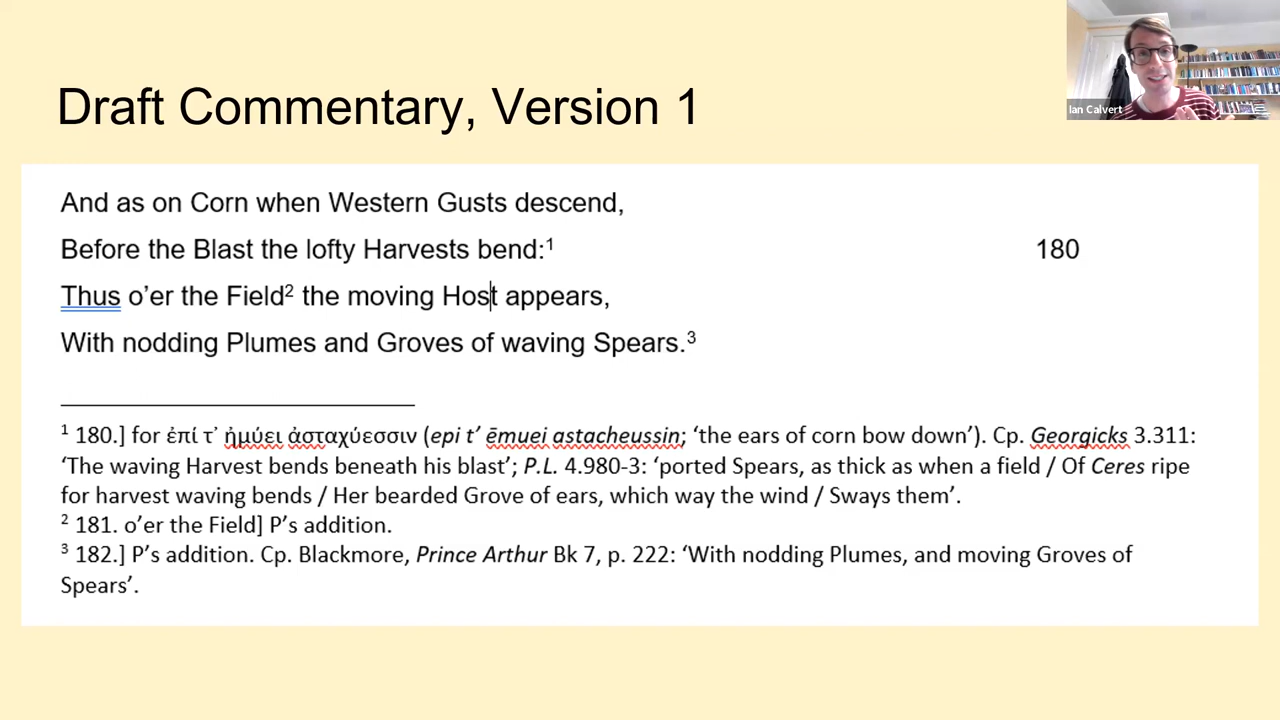 Ian Calvert
Draft Commentary, Version 1
And as on Corn when Western Gusts descend,
Before the Blast the lofty Harvests bend:¹ 180
Thus o’er the Field² the moving Host appears,
With nodding Plumes and Groves of waving Spears.³
¹ 180.] for ἐπί τ᾽ ἠμύει ἀσταχύεσσιν (epi t’ ēmuei astacheussin; ‘the ears of corn bow down’). Cp. Georgicks 3.311:
‘The waving Harvest bends beneath his blast’; P.L. 4.980-3: ‘ported Spears, as thick as when a field / Of Ceres ripe
for harvest waving bends / Her bearded Grove of ears, which way the wind / Sways them’.
² 181. o’er the Field] P’s addition.
³ 182.] P’s addition. Cp. Blackmore, Prince Arthur Bk 7, p. 222: ‘With nodding Plumes, and moving Groves of
Spears’.